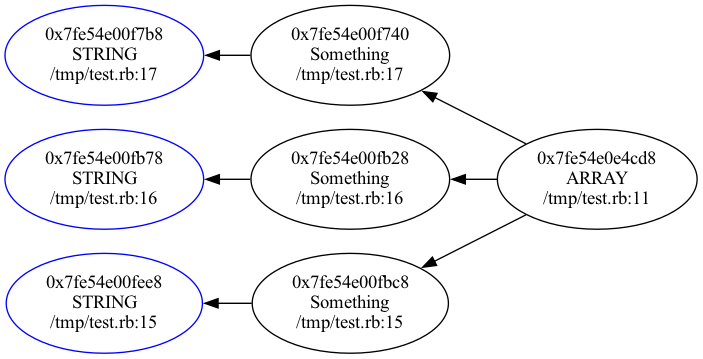 0x7fe54e00f7b8
STRING
/tmp/test.rb:17
0x7fe54e00f740
Something
/tmp/test.rb:17
0x7fe54e00fb78
STRING
/tmp/test.rb:16
0x7fe54e00fb28
Something
/tmp/test.rb:16
0x7fe54e0e4cd8
ARRAY
/tmp/test.rb:11
0x7fe54e00fee8
STRING
/tmp/test.rb:15
0x7fe54e00fbc8
Something
/tmp/test.rb:15